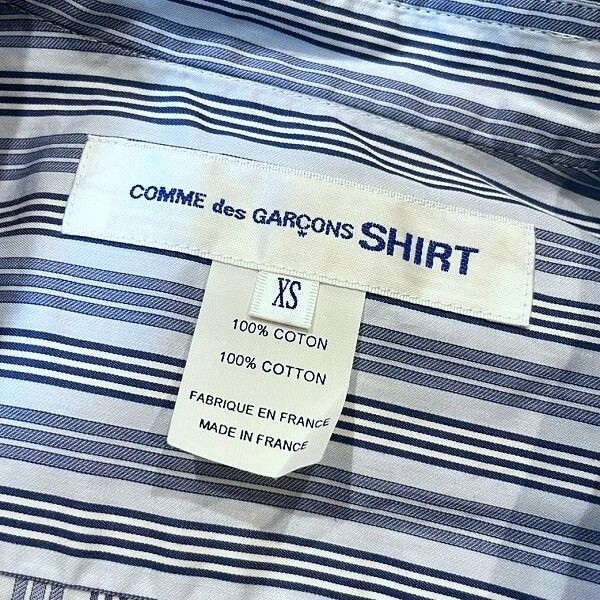 COMME des GARÇONS SHIRT
XS
100% COTON
100% COTTON
FABRIQUE EN FRANCE
MADE IN FRANCE